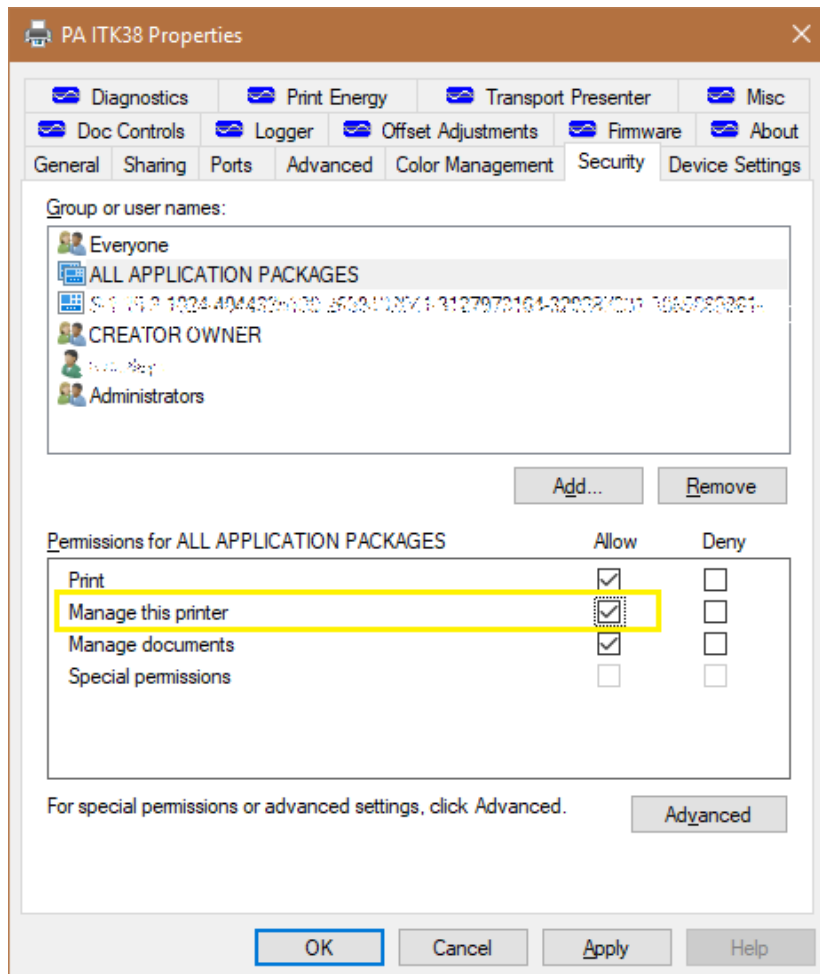 PA ITK38 Properties
Diagnostics Print Energy Transport Presenter Misc
Doc Controls Logger Offset Adjustments Firmware About
General Sharing Ports Advanced Color Management Security Device Settings
Group or user names:
Everyone
ALL APPLICATION PACKAGES
CREATOR OWNER
Administrators
Add... Remove
Permissions for ALL APPLICATION PACKAGES Allow Deny
Print
Manage this printer
Manage documents
Special permissions
For special permissions or advanced settings, click Advanced. Advanced
OK Cancel Apply Help